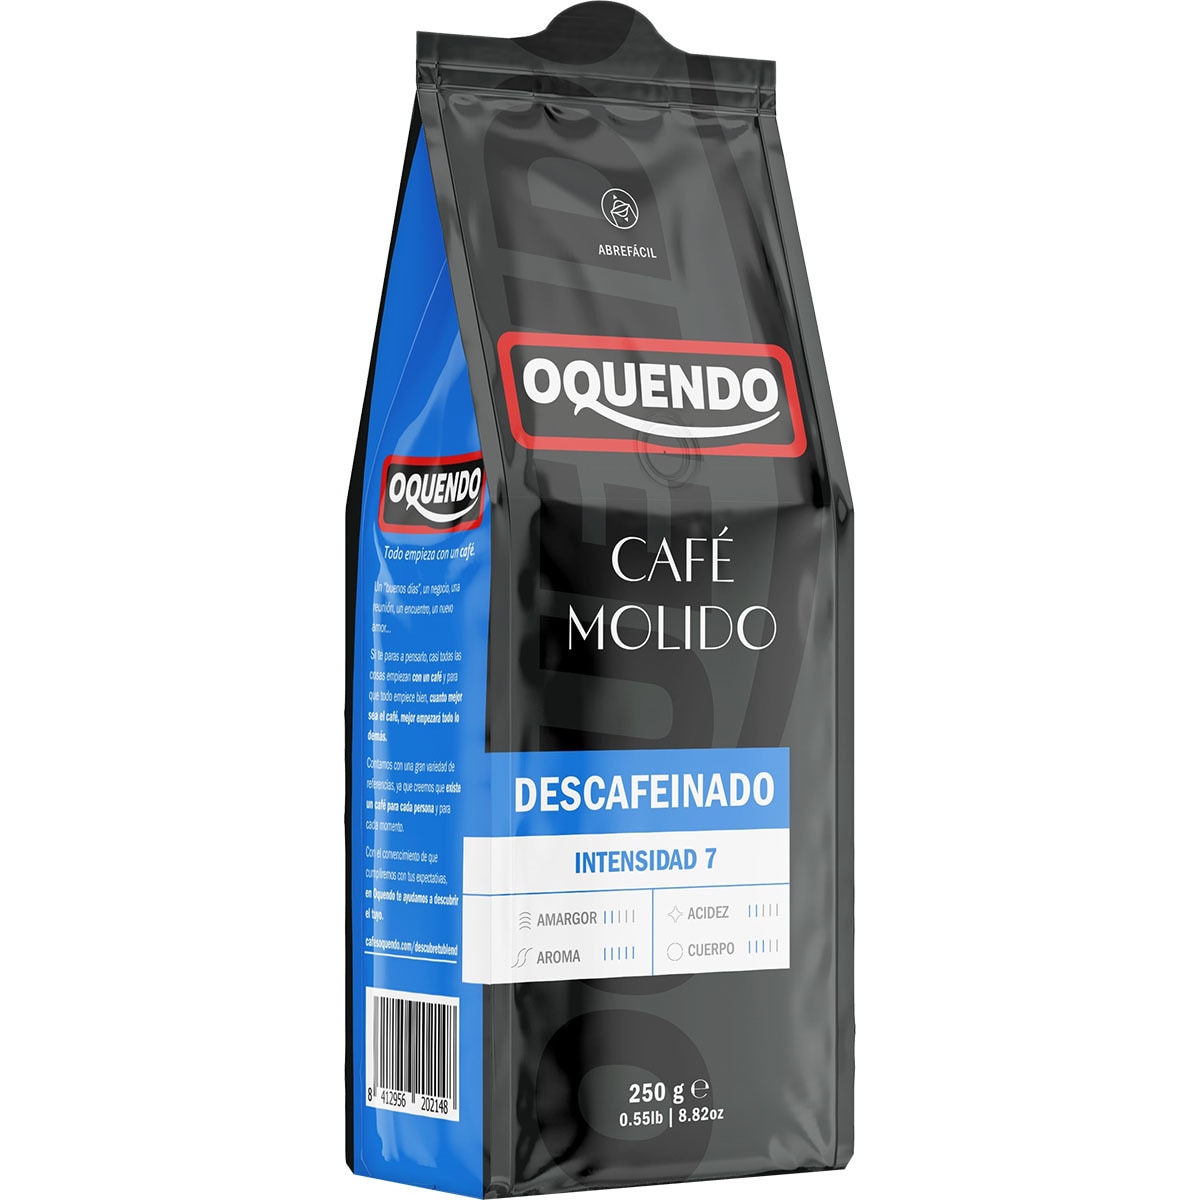 ABREFÁCIL
OQUENDO
CAFÉ
MOLIDO
DESCAFEINADO
INTENSIDAD 7
AMARGOR
ACIDEZ
AROMA
CUERPO
250 g ℮
0.55lb | 8.82oz
OQUENDO
Todo empieza con un café.
Un "buenos días", un negocio, una
reunión, un encuentro, un nuevo
amor...
Si te paras a pensarlo, casi todas las
cosas empiezan con un café y para
que todo empiece bien, cuanto mejor
sea el café, mejor empezará todo lo
demás.
Contamos con una gran variedad de
referencias, ya que creemos que existe
un café para cada persona y para
cada momento.
Con el convencimiento de que
cumpliremos con tus expectativas,
en Oquendo te ayudamos a descubrir
el tuyo.
cafesoquendo.com/descubretublend
8 412956 202148
OQUENDO